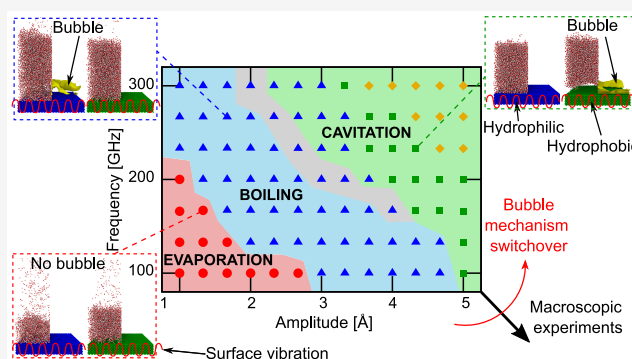 Bubble
Bubble
Hydrophilic
Hydrophobic
Frequency [GHz]
300
200
100
CAVITATION
BOILING
EVAPORATION
No bubble
Surface vibration
1
2
3
4
5
Amplitude [Å]
Bubble
mechanism
switchover
Macroscopic
experiments